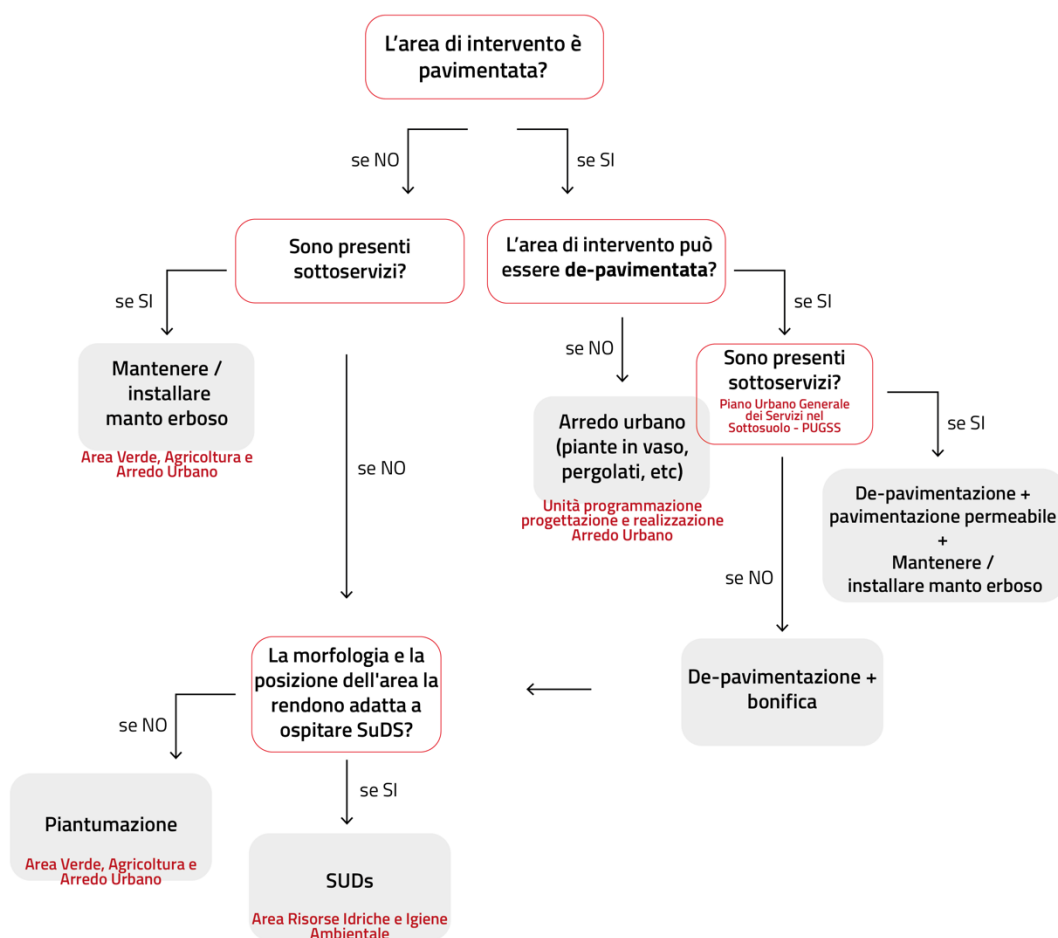 L'area di intervento è
pavimentata?
se NO
se SI
Sono presenti
sottoservizi?
L'area di intervento può
essere de-pavimentata?
se SI
se SI
se NO
Mantenere /
installare
manto erboso
Area Verde, Agricoltura e
Arredo Urbano
se NO
Arredo urbano
(piante in vaso,
pergolati, etc)
Unità programmazione
progettazione e realizzazione
Arredo Urbano
Sono presenti
sottoservizi?
Piano Urbano Generale
dei Servizi nel
Sottosuolo - PUGSS
se SI
De-pavimentazione +
pavimentazione permeabile
+
Mantenere /
installare manto erboso
se NO
De-pavimentazione +
bonifica
La morfologia e la
posizione dell'area la
rendono adatta a
ospitare SuDS?
se NO
se SI
Piantumazione
Area Verde, Agricoltura e
Arredo Urbano
SUDs
Area Risorse Idriche e Igiene
Ambientale